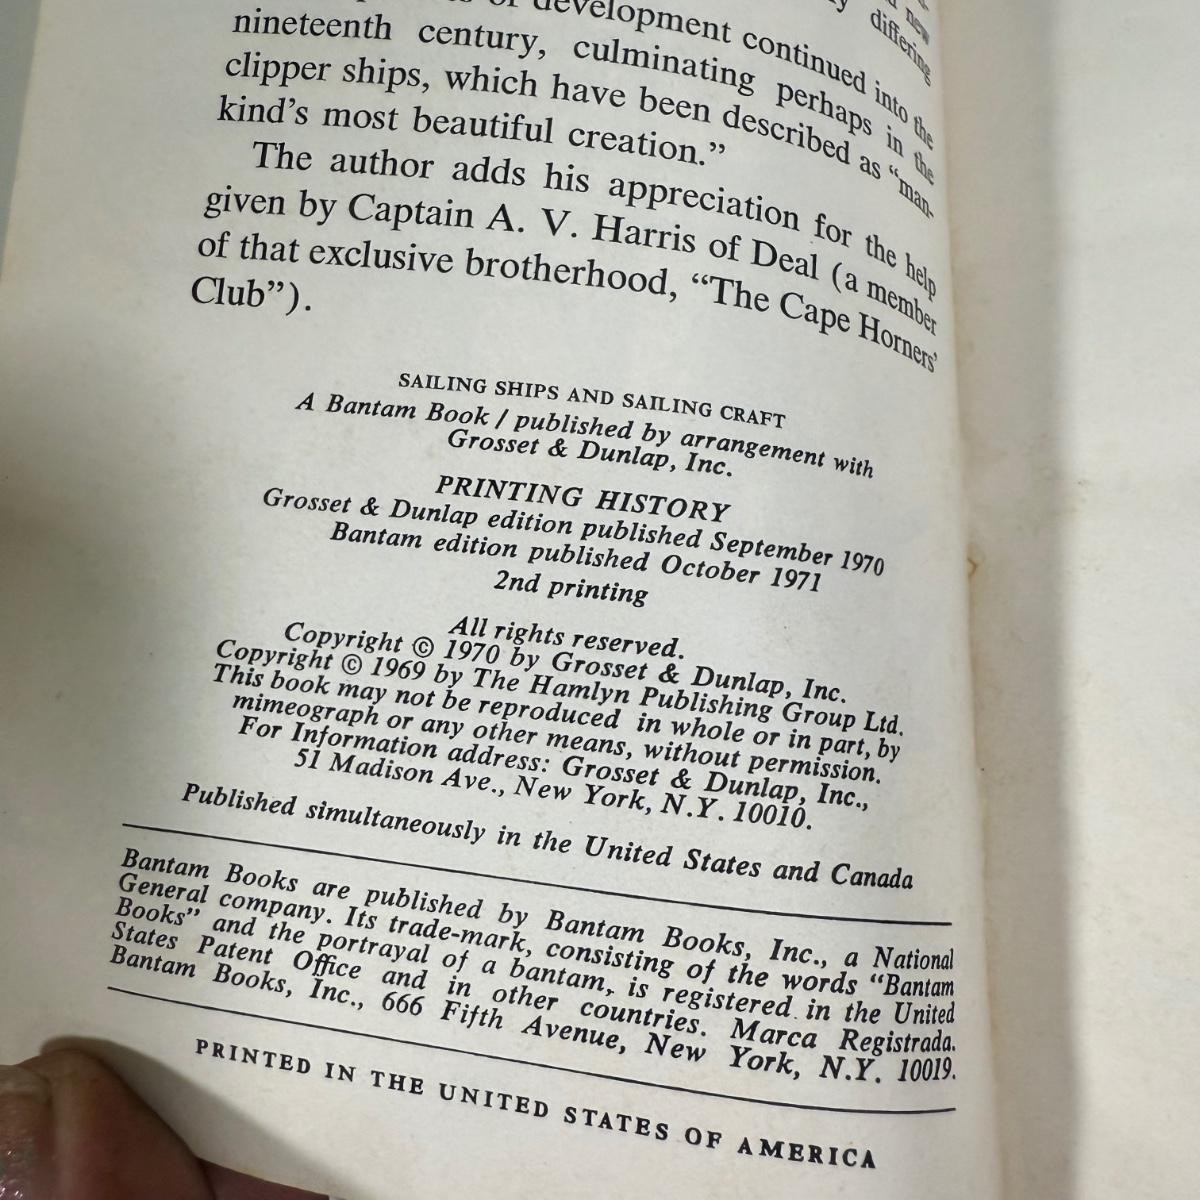 of development continued into the
differing
new
nineteenth century, culminating perhaps in the
clipper ships, which have been described as “man-
kind’s most beautiful creation.”
The author adds his appreciation for the help
given by Captain A. V. Harris of Deal (a member
of that exclusive brotherhood, “The Cape Horners’
Club”).
SAILING SHIPS AND SAILING CRAFT
A Bantam Book / published by arrangement with
Grosset & Dunlap, Inc.
PRINTING HISTORY
Grosset & Dunlap edition published September 1970
Bantam edition published October 1971
2nd printing
All rights reserved.
Copyright © 1970 by Grosset & Dunlap, Inc.
Copyright © 1969 by The Hamlyn Publishing Group Ltd.
This book may not be reproduced in whole or in part, by
mimeograph or any other means, without permission.
For Information address: Grosset & Dunlap, Inc.,
51 Madison Ave., New York, N.Y. 10010.
Published simultaneously in the United States and Canada
Bantam Books are published by Bantam Books, Inc., a National
General company. Its trade-mark, consisting of the words “Bantam
Books” and the portrayal of a bantam, is registered in the United
States Patent Office and in other countries. Marca Registrada.
Bantam Books, Inc., 666 Fifth Avenue, New York, N.Y. 10019.
PRINTED IN THE UNITED STATES OF AMERICA